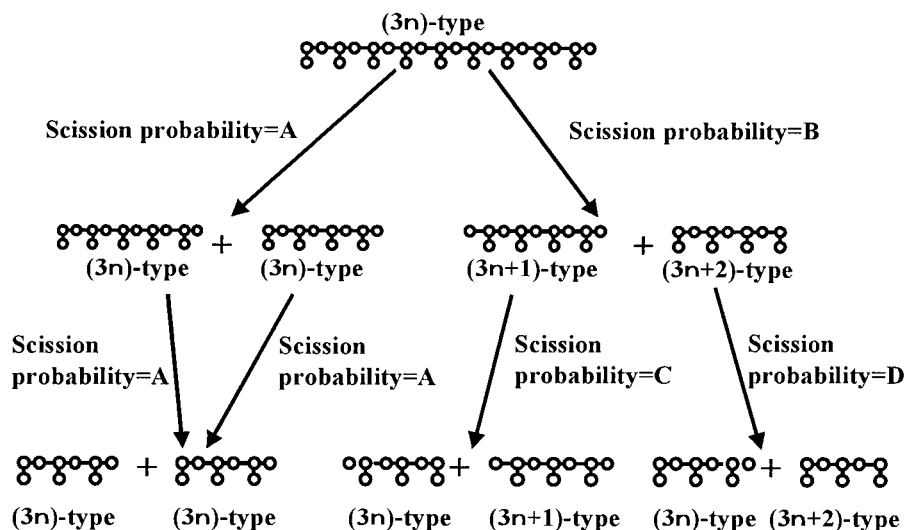 (3n)-type
Scission probability=A
Scission probability=B
+
+
(3n)-type
(3n)-type
(3n+1)-type
(3n+2)-type
Scission
probability=A
Scission
probability=A
Scission
probability=C
Scission
probability=D
+
+
+
(3n)-type
(3n)-type
(3n)-type
(3n+1)-type
(3n)-type
(3n+2)-type